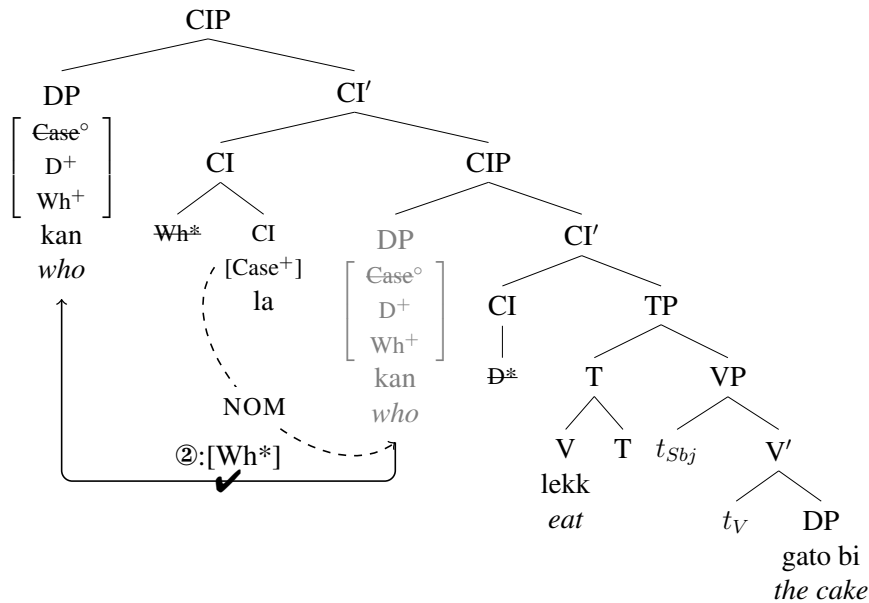 CIP
DP CI′
Case° D+ Wh+ kan who
CI CIP
Wh* CI [Case+] la
DP Case° D+ Wh+ kan who
CI′
CI TP
D*
T VP
NOM
V T tSbj V′
lekk eat
②:[Wh*]
tV DP
gato bi
the cake